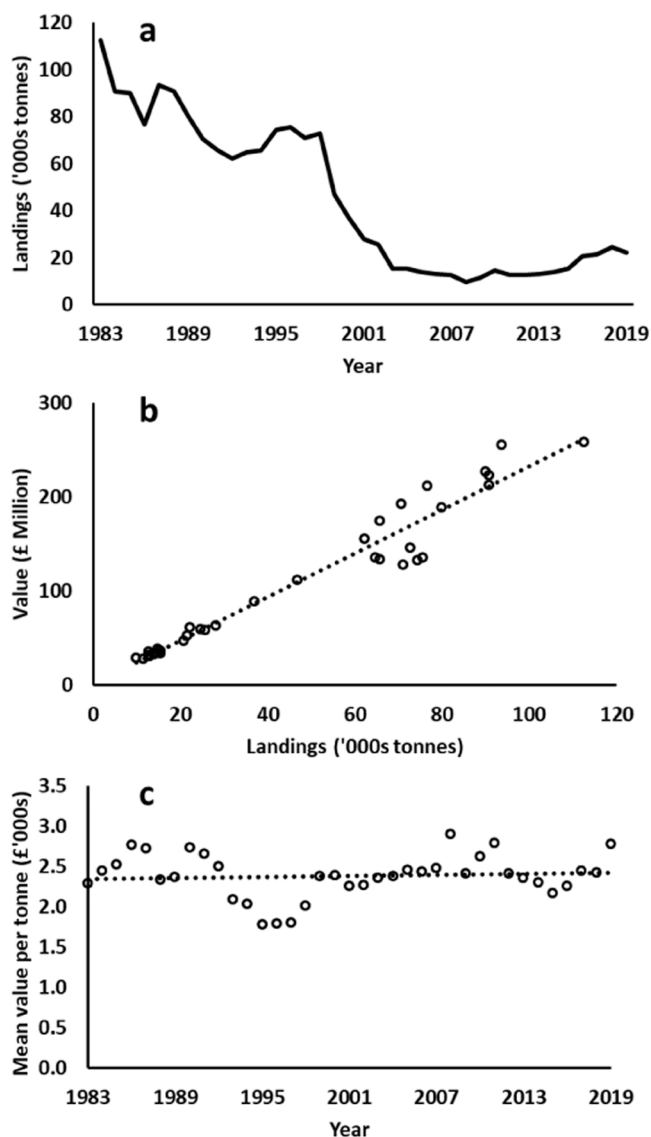 a
Landings ('000s tonnes)
120
100
80
60
40
20
0
1983 1989 1995 2001 2007 2013 2019
Year
b
Value (£ Million)
300
200
100
0
0 20 40 60 80 100 120
Landings ('000s tonnes)
c
Mean value per tonne (£'000s)
3.5
3.0
2.5
2.0
1.5
1.0
0.5
0.0
1983 1989 1995 2001 2007 2013 2019
Year